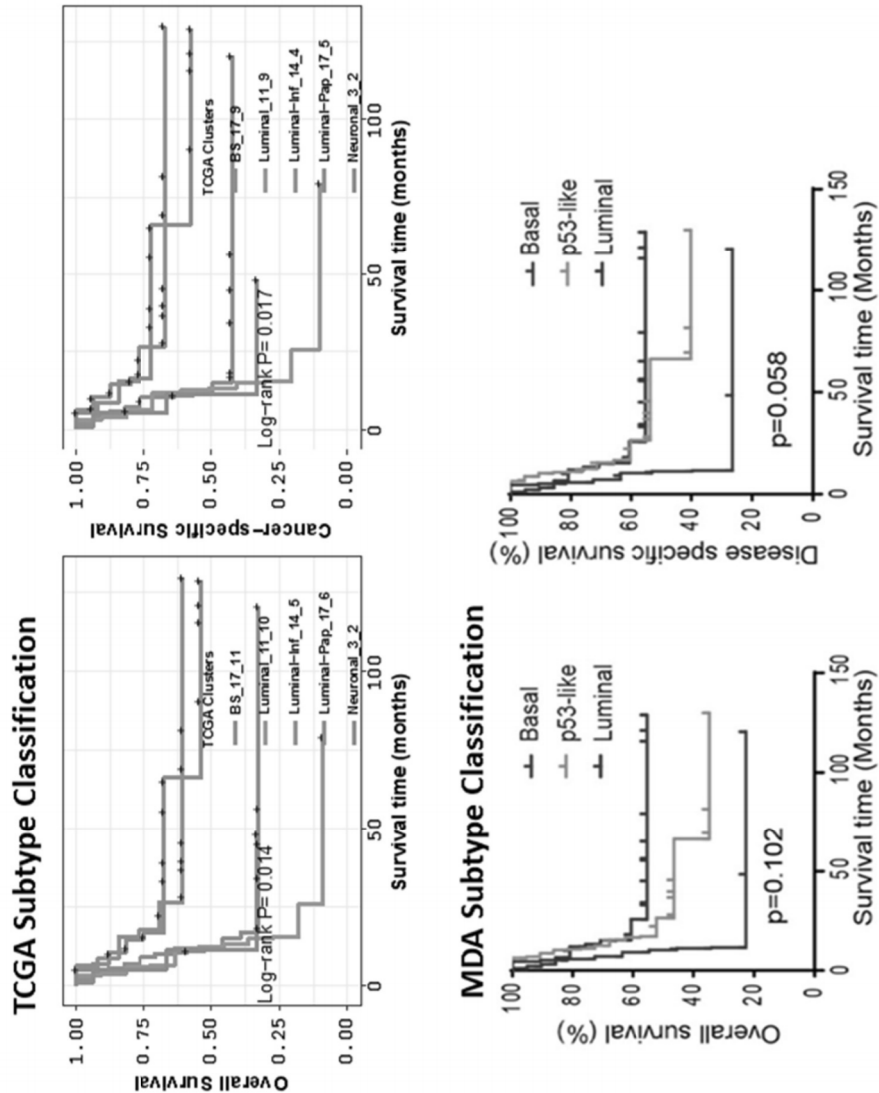 TCGA Subtype Classification
Overall Survival
1.00
0.75
0.50
0.25
0.00
Log-rank P= 0.014
TCGA Clusters
BS_17_11
Luminal_11_10
Luminal-Inf_14_5
Luminal-Pap_17_6
Neuronal_3_2
0
50
100
Survival time (months)
Cancer-specific Survival
1.00
0.75
0.50
0.25
0.00
Log-rank P= 0.017
TCGA Clusters
BS_17_9
Luminal_11_9
Luminal-Inf_14_4
Luminal-Pap_17_5
Neuronal_3_2
0
50
100
Survival time (months)
MDA Subtype Classification
Overall survival (%)
100
80
60
40
20
0
Basal
p53-like
Luminal
p=0.102
0
50
100
150
Survival time (Months)
Disease specific survival (%)
100
80
60
40
20
0
Basal
p53-like
Luminal
p=0.058
0
50
100
150
Survival time (Months)